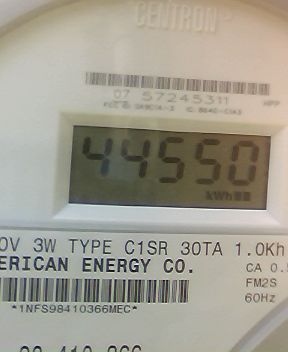 CENTRON
07 57245311
44550
kWh
0V 3W TYPE C1SR 30TA 1.0Kh
ERICAN ENERGY CO.
CA 0.5
FM2S
60Hz
*1NFS98410366MEC*